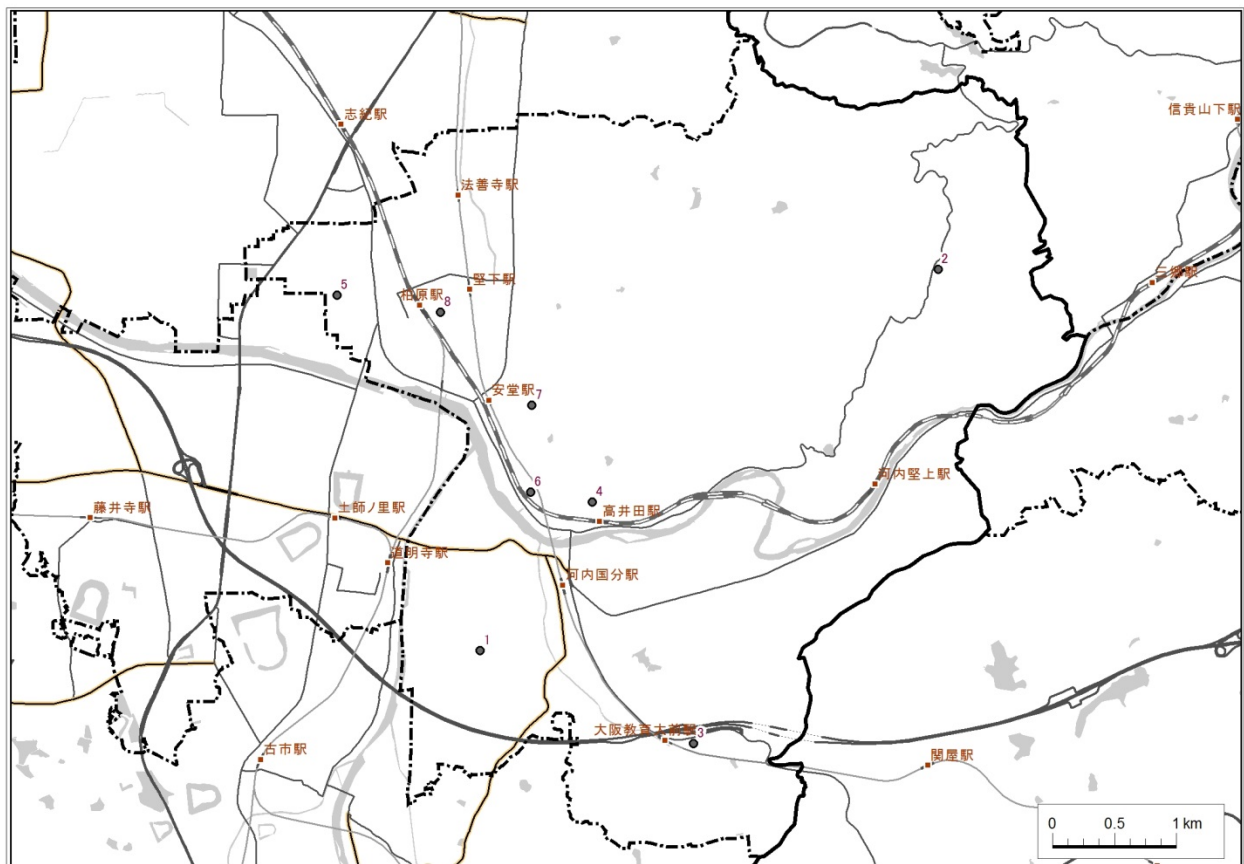 志紀駅
信貴山下駅
法善寺駅
2
三郷駅
堅下駅
5
柏原駅
8
安堂駅
7
河内堅上駅
6
4
藤井寺駅
土師ノ里駅
高井田駅
道明寺駅
河内国分駅
1
大阪教育大前駅
3
古市駅
関屋駅
0 0.5 1 km